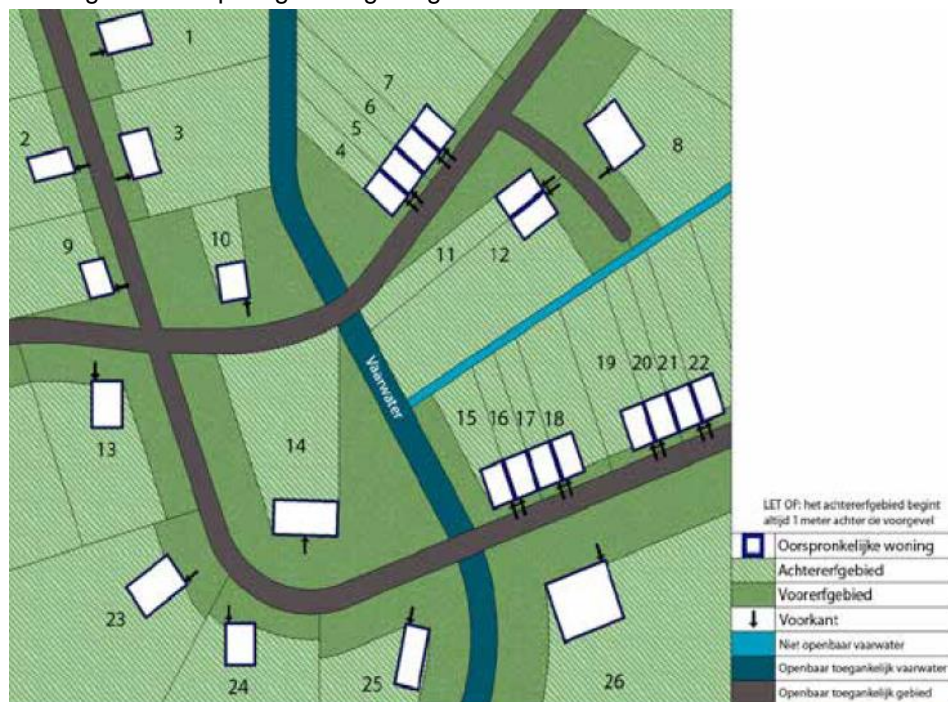 1
7
6
5
4
2
3
8
9
10
11
12
Vaarwater
19
20
21
22
15
16
17
18
13
14
23
24
25
26
LET OP: het achtererfgebied begint
altijd 1 meter achter de voorgevel
Oorspronkelijke woning
Achtererfgebied
Voorerfgebied
Voorkant
Niet openbaar vaarwater
Openbaar toegankelijk vaarwater
Openbaar toegankelijk gebied